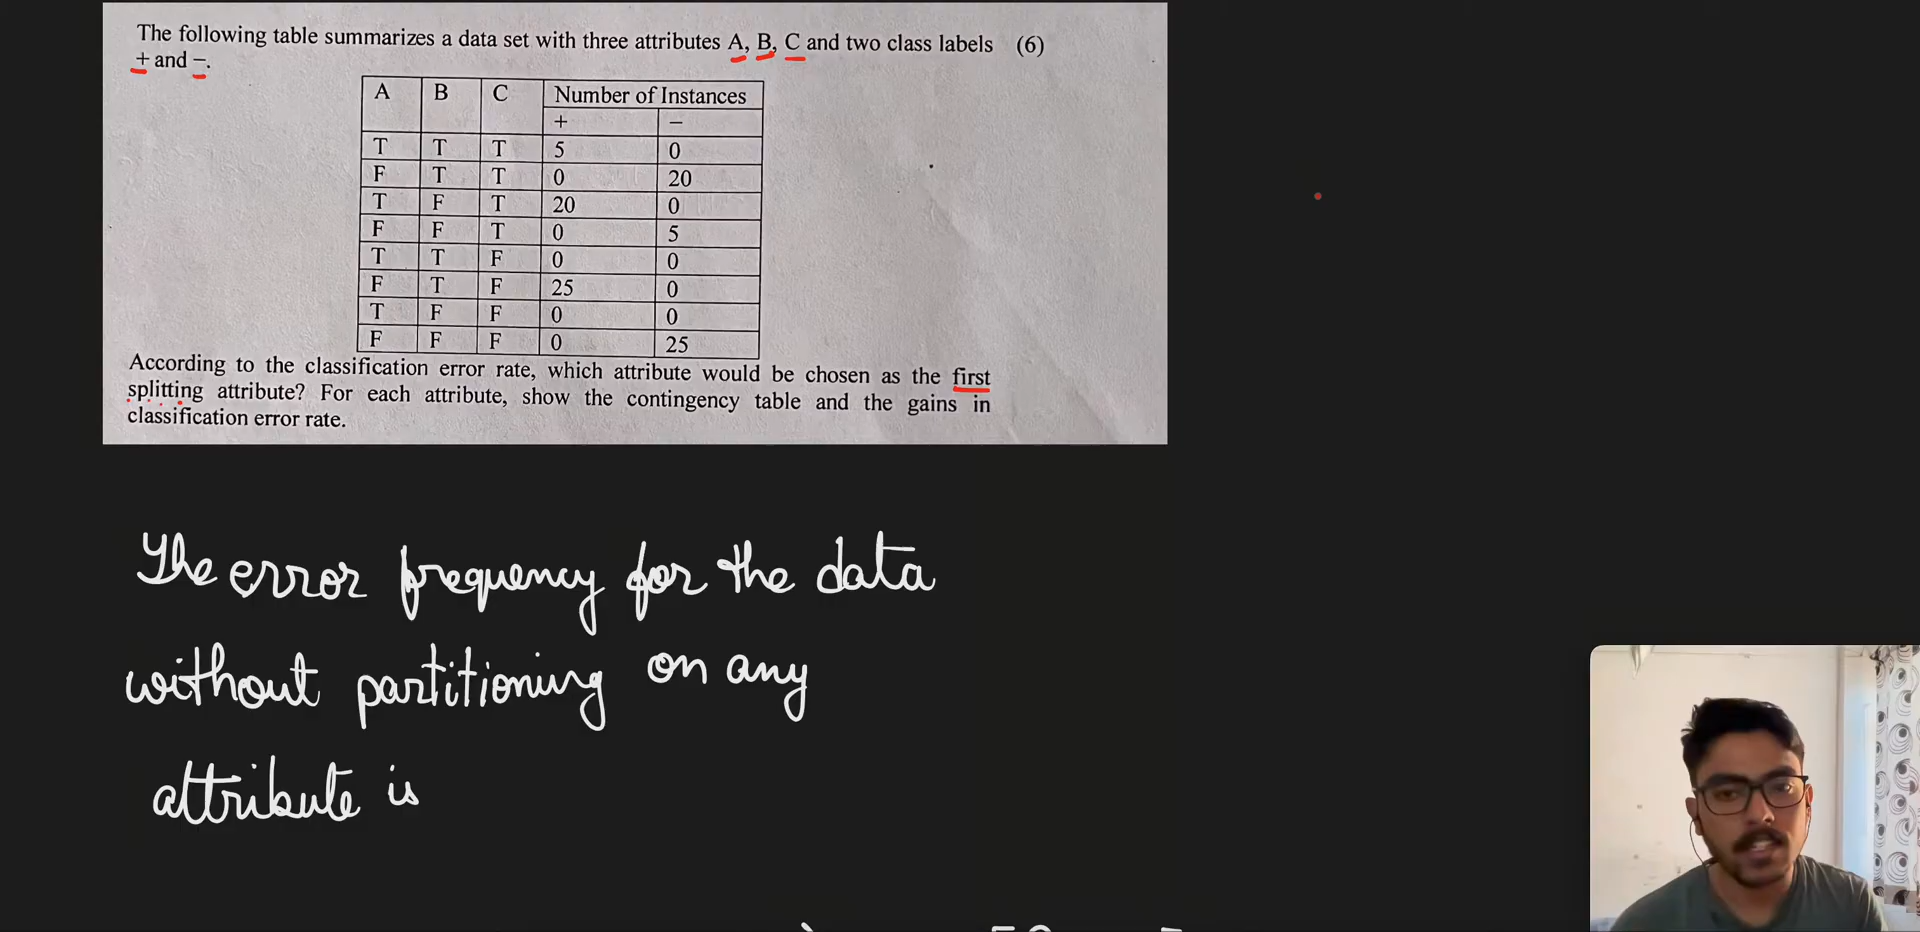 The following table summarizes a data set with three attributes A, B, C and two class labels (6)
+ and −.
A B C Number of Instances
+ −
T T T 5 0
F T T 0 20
T F T 20 0
F F T 0 5
T T F 0 0
F T F 25 0
T F F 0 0
F F F 0 25
According to the classification error rate, which attribute would be chosen as the first
splitting attribute? For each attribute, show the contingency table and the gains in
classification error rate.
The error frequency for the data
without partitioning on any
attribute is